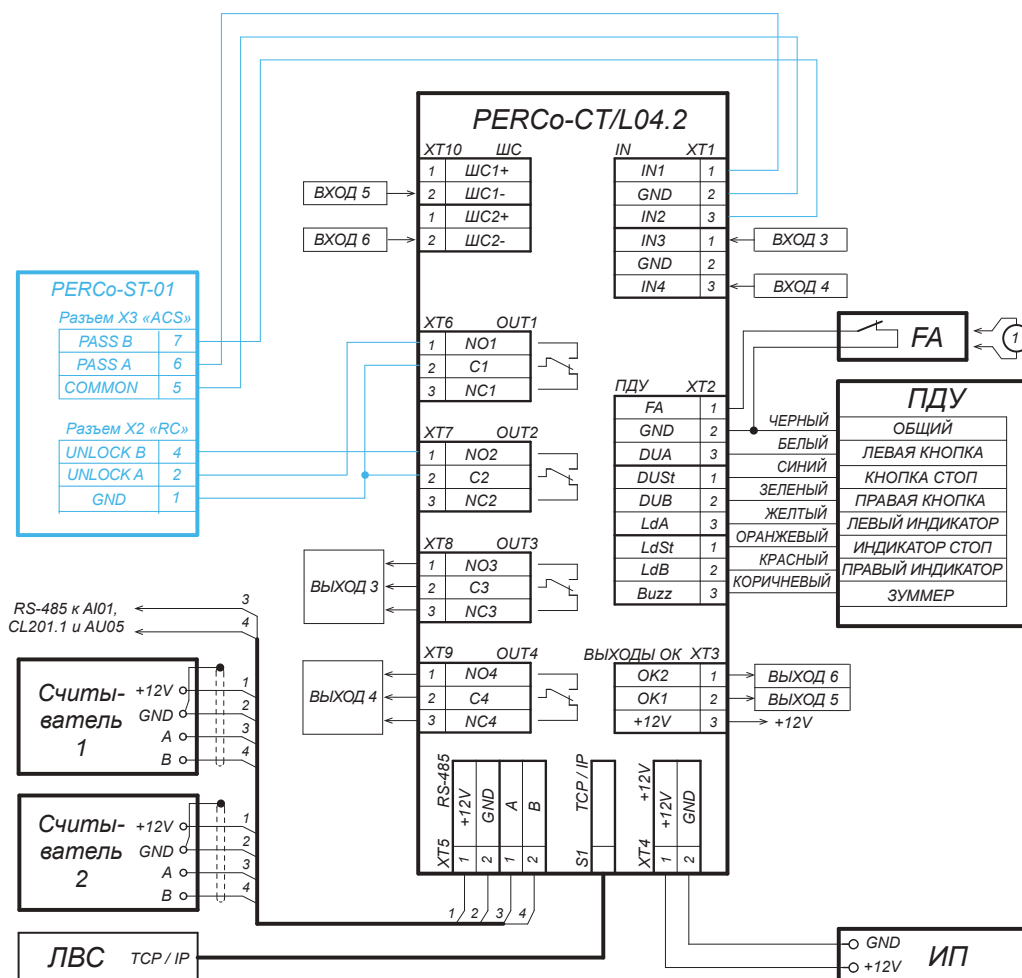 PERCo-CT/L04.2
XT10 ШС
1 ШС1+
2 ШС1-
1 ШС2+
2 ШС2-
ВХОД 5
ВХОД 6
IN XT1
IN1 1
GND 2
IN2 3
IN3 1
GND 2
IN4 3
ВХОД 3
ВХОД 4
PERCo-ST-01
Разъем X3 «ACS»
PASS B 7
PASS A 6
COMMON 5
Разъем X2 «RC»
UNLOCK B 4
UNLOCK A 2
GND 1
XT6 OUT1
1 NO1
2 C1
3 NC1
XT7 OUT2
1 NO2
2 C2
3 NC2
XT8 OUT3
1 NO3
2 C3
3 NC3
ВЫХОД 3
XT9 OUT4
1 NO4
2 C4
3 NC4
ВЫХОД 4
FA
1
ПДУ XT2
FA 1
GND 2
DUA 3
DUSt 1
DUB 2
LdA 3
LdSt 1
LdB 2
Buzz 3
ЧЕРНЫЙ
БЕЛЫЙ
СИНИЙ
ЗЕЛЕНЫЙ
ЖЕЛТЫЙ
ОРАНЖЕВЫЙ
КРАСНЫЙ
КОРИЧНЕВЫЙ
ПДУ
ОБЩИЙ
ЛЕВАЯ КНОПКА
КНОПКА СТОП
ПРАВАЯ КНОПКА
ЛЕВЫЙ ИНДИКАТОР
ИНДИКАТОР СТОП
ПРАВЫЙ ИНДИКАТОР
ЗУММЕР
ВЫХОДЫ ОК XT3
OK2 1
OK1 2
+12V 3
ВЫХОД 6
ВЫХОД 5
+12V
RS-485 к AI01,
CL201.1 и AU05
3
4
Считы-
ватель
1
+12V 1
GND 2
A 3
B 4
Считы-
ватель
2
+12V 1
GND 2
A 3
B 4
XT5 RS-485
1 +12V
2 GND
1 A
2 B
S1 TCP / IP
XT4 +12V
1 +12V
2 GND
1 2 3 4
ЛВС TCP / IP
GND
+12V
ИП